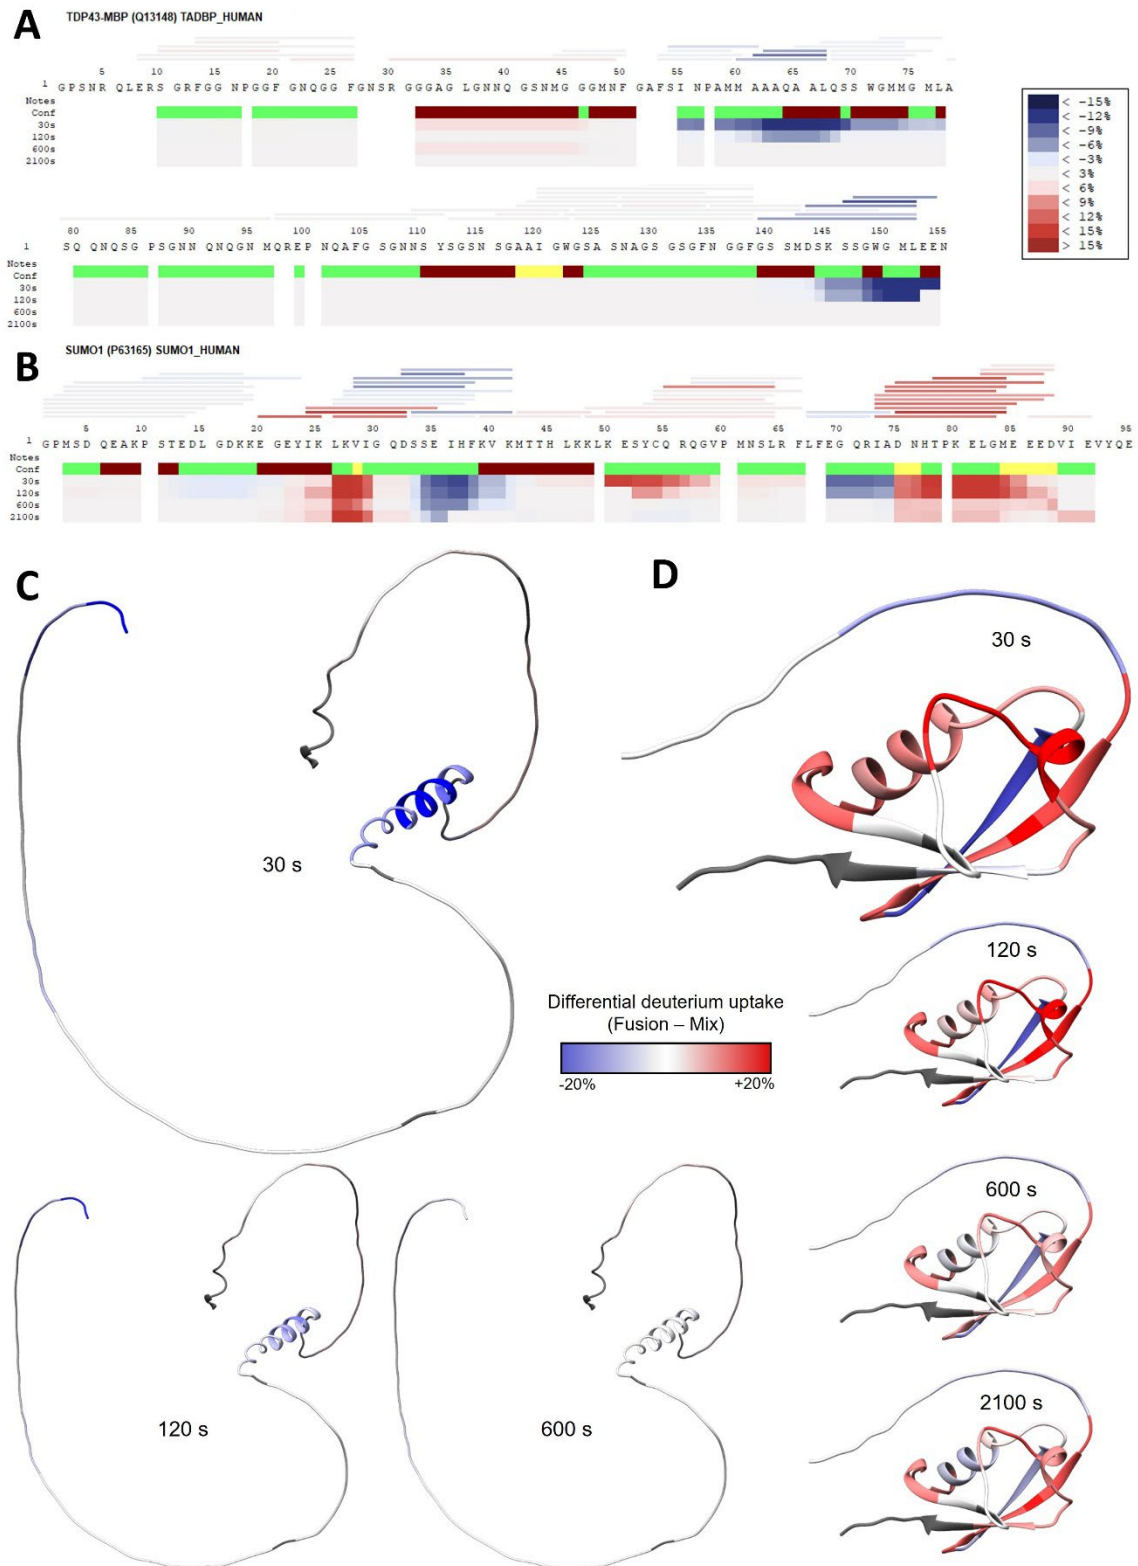 A
TDP43-MBP (Q13148) TADBP_HUMAN
5 10 15 20 25 30 35 40 45 50 55 60 65 70 75
1 GPSNR QLERS GRFGG NPGGF GNQGG FGNSR GGGAG LGNNQ GSNMG GGMNF GAFSI NPAMM AAAQA ALQSS WGMMG MLA
Notes
Conf
30s
120s
600s
2100s
< -15%
< -12%
< -9%
< -6%
< -3%
< 3%
< 6%
< 9%
< 12%
< 15%
> 15%
80 85 90 95 100 105 110 115 120 125 130 135 140 145 150 155
1 SQ QNQSG PSGNN QNQGN MQREP NQAFG SGNNS YSGSN SGAAI GWGSA SNAGS GSGFN GGFGS SMDSK SSGWG MLEEN
Notes
Conf
30s
120s
600s
2100s
B
SUMO1 (P63165) SUMO1_HUMAN
5 10 15 20 25 30 35 40 45 50 55 60 65 70 75 80 85 90 95
1 GPMSD QEAKP STEDL GDKKE GEYIK LKVIG QDSSE IHFKV KMTTH LKKLK ESYCQ RQGVP MNSLR FLFEG QRIAD NHTPK ELGME EEDVI EVYQE
Notes
Conf
30s
120s
600s
2100s
C
D
30 s
30 s
120 s
Differential deuterium uptake
(Fusion – Mix)
-20% +20%
600 s
120 s
600 s
2100 s